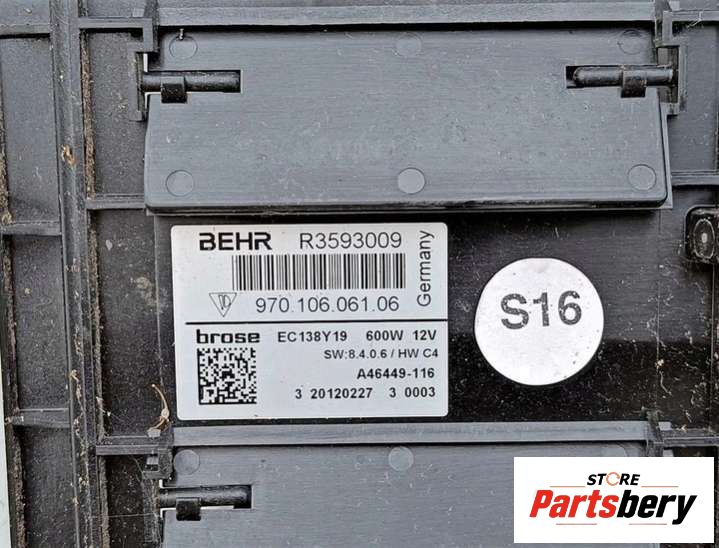 BEHR R3593009
Germany
970.106.061.06
brose EC138Y19 600W 12V
SW:8.4.0.6 / HW C4
A46449-116
3 20120227 3 0003
S16
STORE
Partsbery